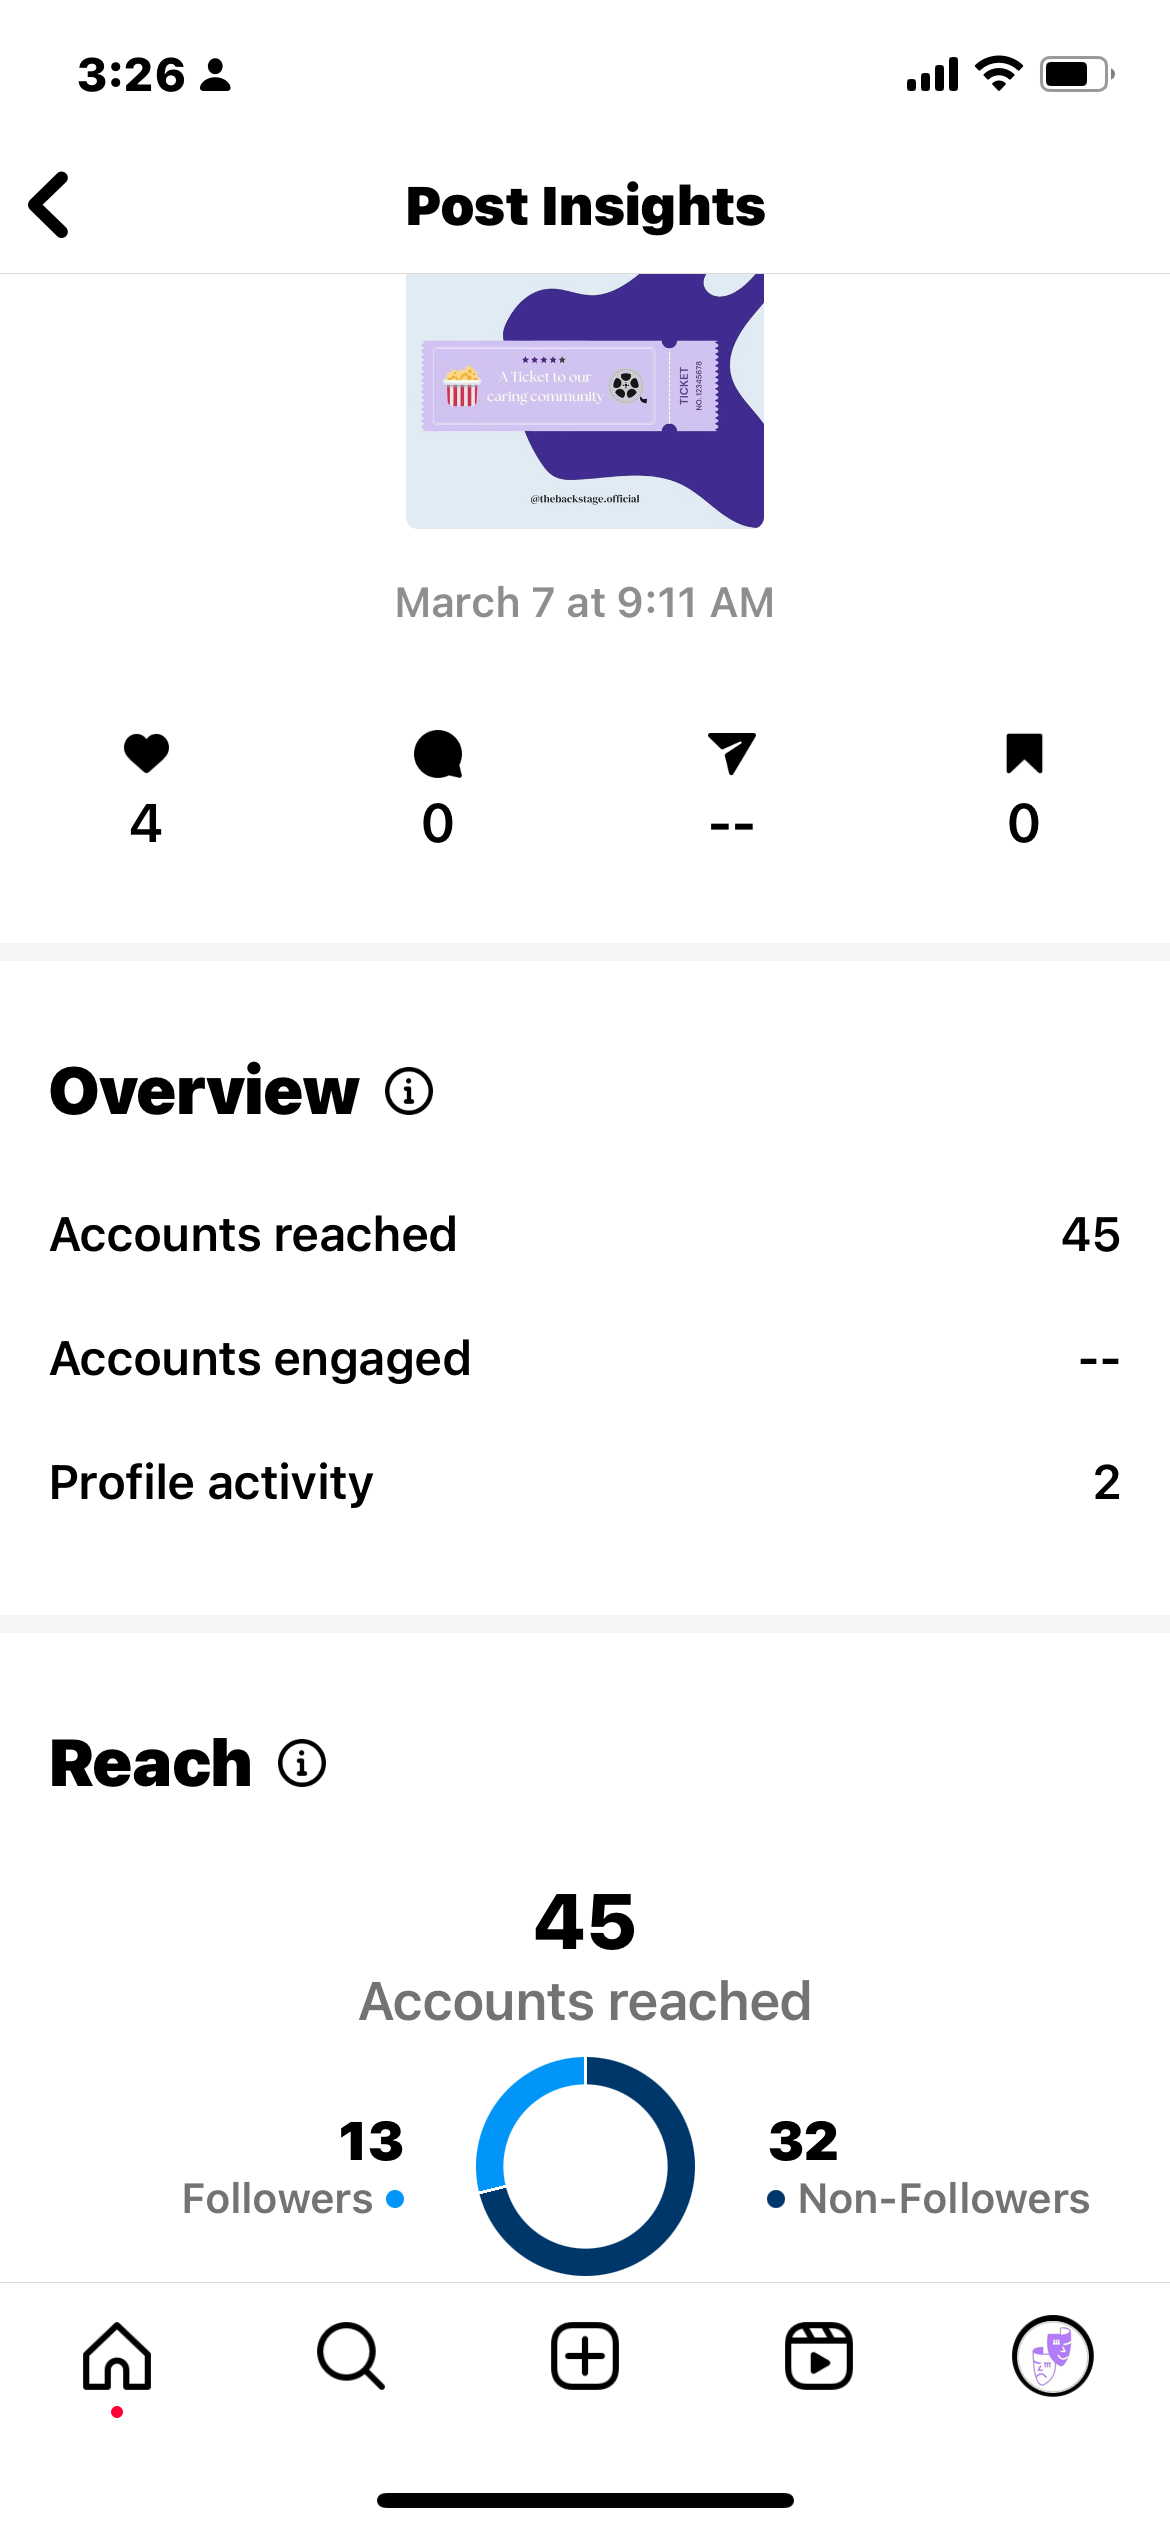 3:26
Post Insights
A Ticket to our
caring community
TICKET
NO. 12345678
@thebackstage.official
March 7 at 9:11 AM
4
0
--
0
Overview
Accounts reached
45
Accounts engaged
--
Profile activity
2
Reach
45
Accounts reached
13
Followers
32
Non-Followers